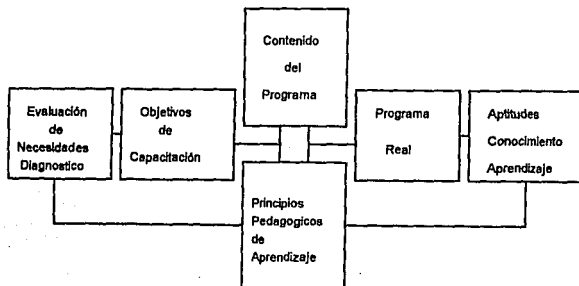 Contenido
del
Programa
Evaluación
de
Necesidades
Diagnostico
Objetivos
de
Capacitación
Programa
Real
Aptitudes
Conocimiento
Aprendizaje
Principios
Pedagogicos
de
Aprendizaje